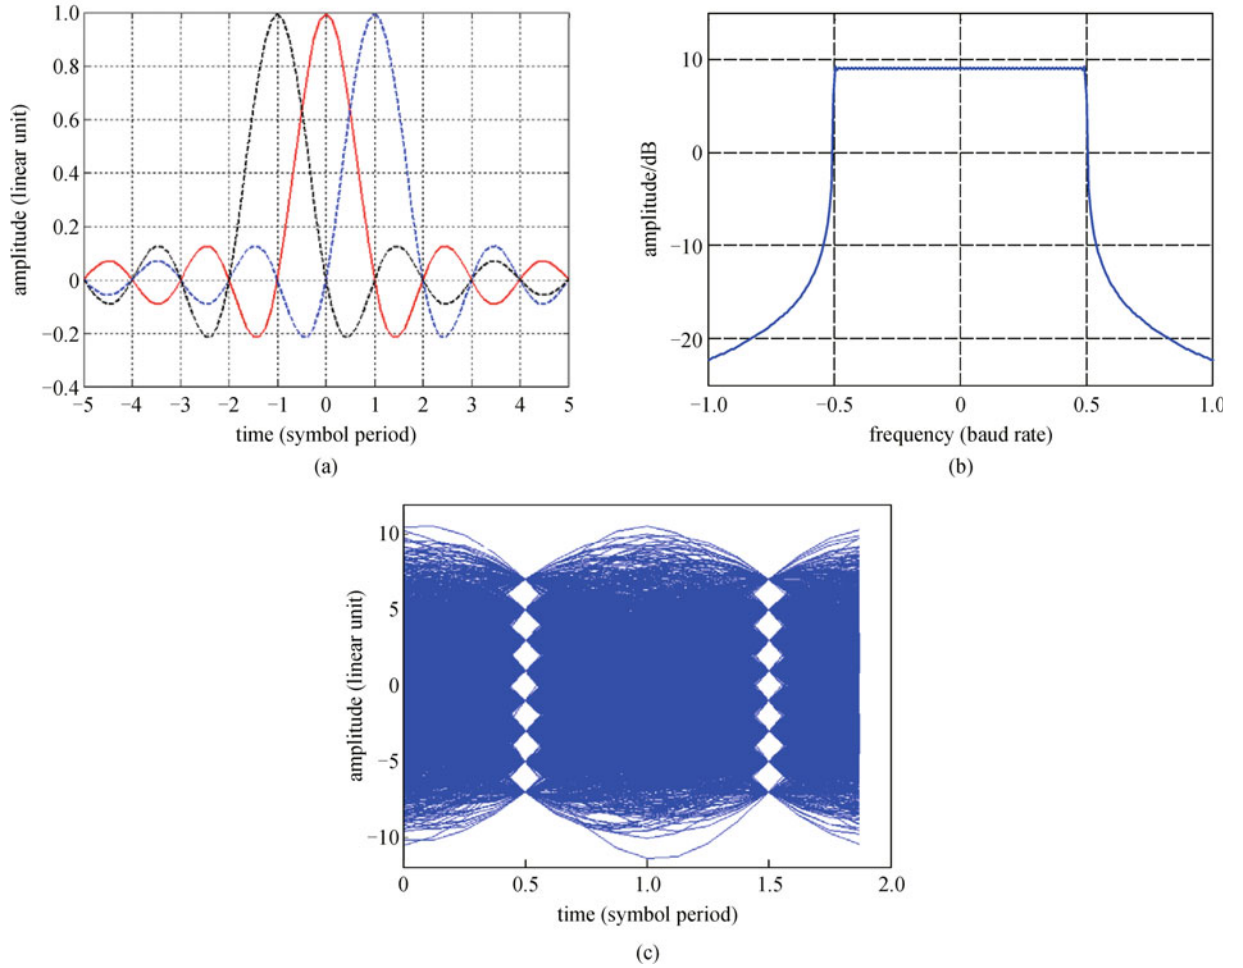 1.0
0.8
0.6
0.4
0.2
0
−0.2
−0.4
amplitude (linear unit)
−5 −4 −3 −2 −1 0 1 2 3 4 5
time (symbol period)
(a)
10
0
−10
−20
amplitude/dB
−1.0 −0.5 0 0.5 1.0
frequency (baud rate)
(b)
10
5
0
−5
−10
amplitude (linear unit)
0 0.5 1.0 1.5 2.0
time (symbol period)
(c)